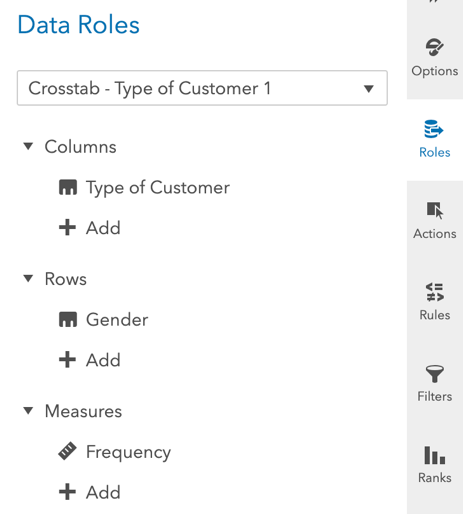 Data Roles
Crosstab - Type of Customer 1
Columns
Type of Customer
Add
Rows
Gender
Add
Measures
Frequency
Add
Options
Roles
Actions
Rules
Filters
Ranks